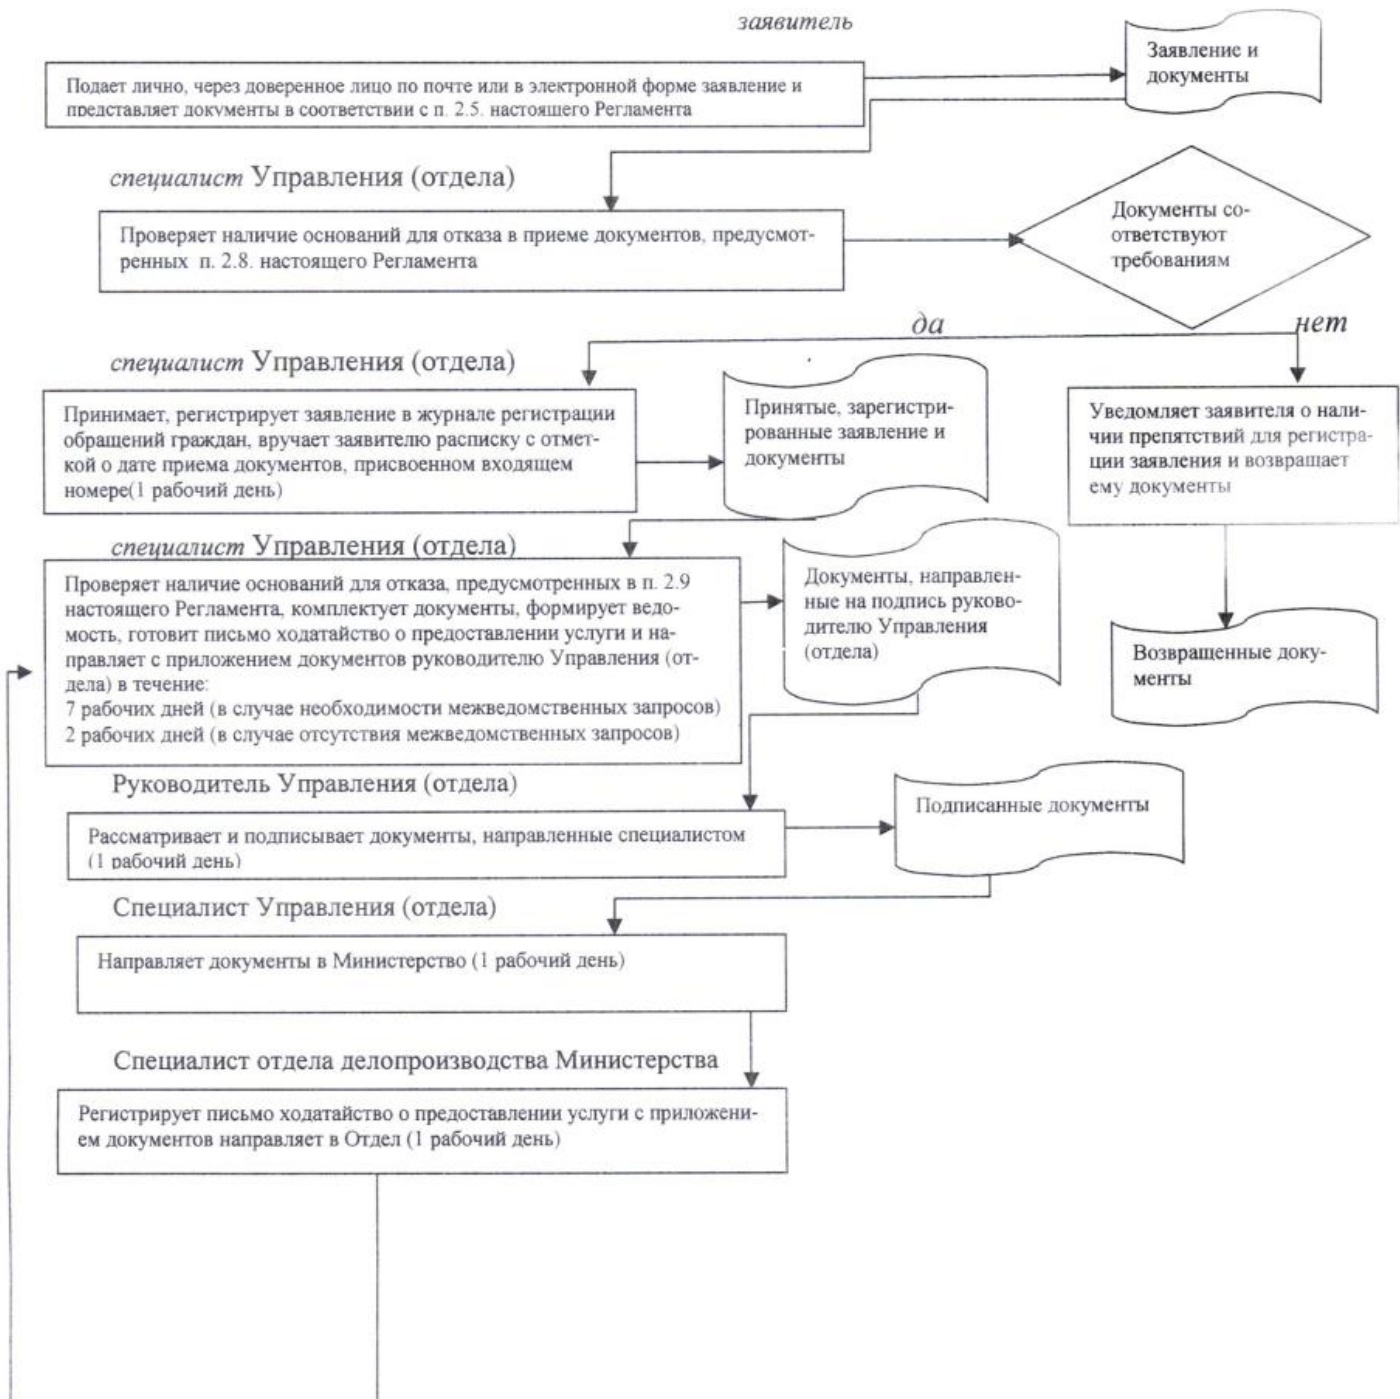 заявитель
Заявление и
документы
Подает лично, через доверенное лицо по почте или в электронной форме заявление и
представляет документы в соответствии с п. 2.5. настоящего Регламента
специалист Управления (отдела)
Проверяет наличие оснований для отказа в приеме документов, предусмот-
ренных п. 2.8. настоящего Регламента
Документы со-
ответствуют
требованиям
да
нет
специалист Управления (отдела)
Принимает, регистрирует заявление в журнале регистрации
обращений граждан, вручает заявителю расписку с отмет-
кой о дате приема документов, присвоенном входящем
номере(1 рабочий день)
Принятые, зарегистри-
рованные заявление и
документы
Уведомляет заявителя о нали-
чии препятствий для регистра-
ции заявления и возвращает
ему документы
специалист Управления (отдела)
Проверяет наличие оснований для отказа, предусмотренных в п. 2.9
настоящего Регламента, комплектует документы, формирует ведо-
мость, готовит письмо ходатайство о предоставлении услуги и на-
правляет с приложением документов руководителю Управления (от-
дела) в течение:
7 рабочих дней (в случае необходимости межведомственных запросов)
2 рабочих дней (в случае отсутствия межведомственных запросов)
Документы, направлен-
ные на подпись руково-
дителю Управления
(отдела)
Возвращенные доку-
менты
Руководитель Управления (отдела)
Рассматривает и подписывает документы, направленные специалистом
(1 рабочий день)
Подписанные документы
Специалист Управления (отдела)
Направляет документы в Министерство (1 рабочий день)
Специалист отдела делопроизводства Министерства
Регистрирует письмо ходатайство о предоставлении услуги с приложени-
ем документов направляет в Отдел (1 рабочий день)